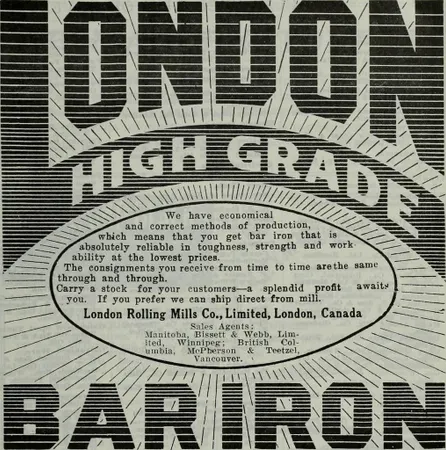 LONDON
HIGH GRADE
We have economical
and correct methods of production,
which means that you get bar iron that is
absolutely reliable in toughness, strength and work-
ability at the lowest prices.
The consignments you receive from time to time are the same
through and through.
Carry a stock for your customers—a splendid profit awaits
you. If you prefer we can ship direct from mill.
London Rolling Mills Co., Limited, London, Canada
Sales Agents:
Manitoba, Bissett & Webb, Lim-
ited, Winnipeg; British Col-
umbia, McPherson & Teetzel,
Vancouver.
BAR IRON